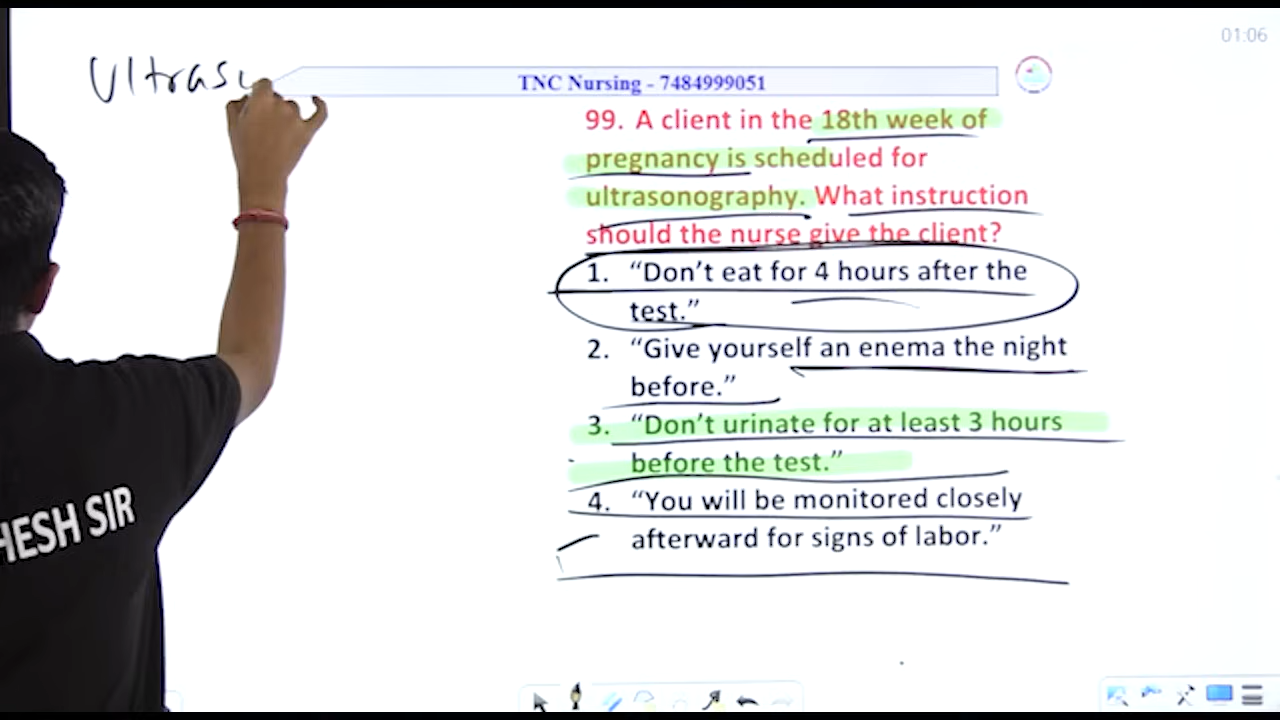 01:06
Ultras
TNC Nursing - 7484999051
99. A client in the 18th week of
pregnancy is scheduled for
ultrasonography. What instruction
should the nurse give the client?
1. “Don’t eat for 4 hours after the
test.”
2. “Give yourself an enema the night
before.”
3. “Don’t urinate for at least 3 hours
before the test.”
4. “You will be monitored closely
afterward for signs of labor.”
HESH SIR